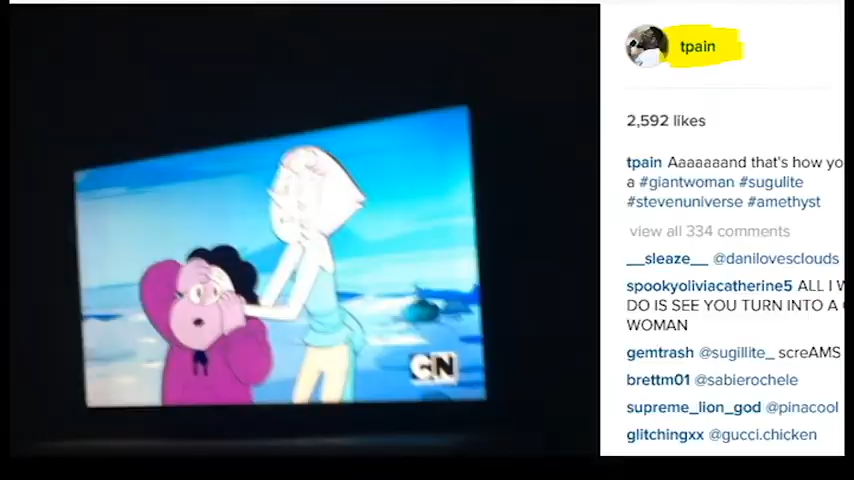 tpain
2,592 likes
tpain Aaaaaaand that's how yo
a #giantwoman #sugulite
#stevenuniverse #amethyst
view all 334 comments
__sleaze__ @danilovesclouds
spookyoliviacatherine5 ALL I W
DO IS SEE YOU TURN INTO A G
WOMAN
gemtrash @sugillite_ screAMS
brettm01 @sabierochele
supreme_lion_god @pinacool
glitchingxx @gucci.chicken
CN